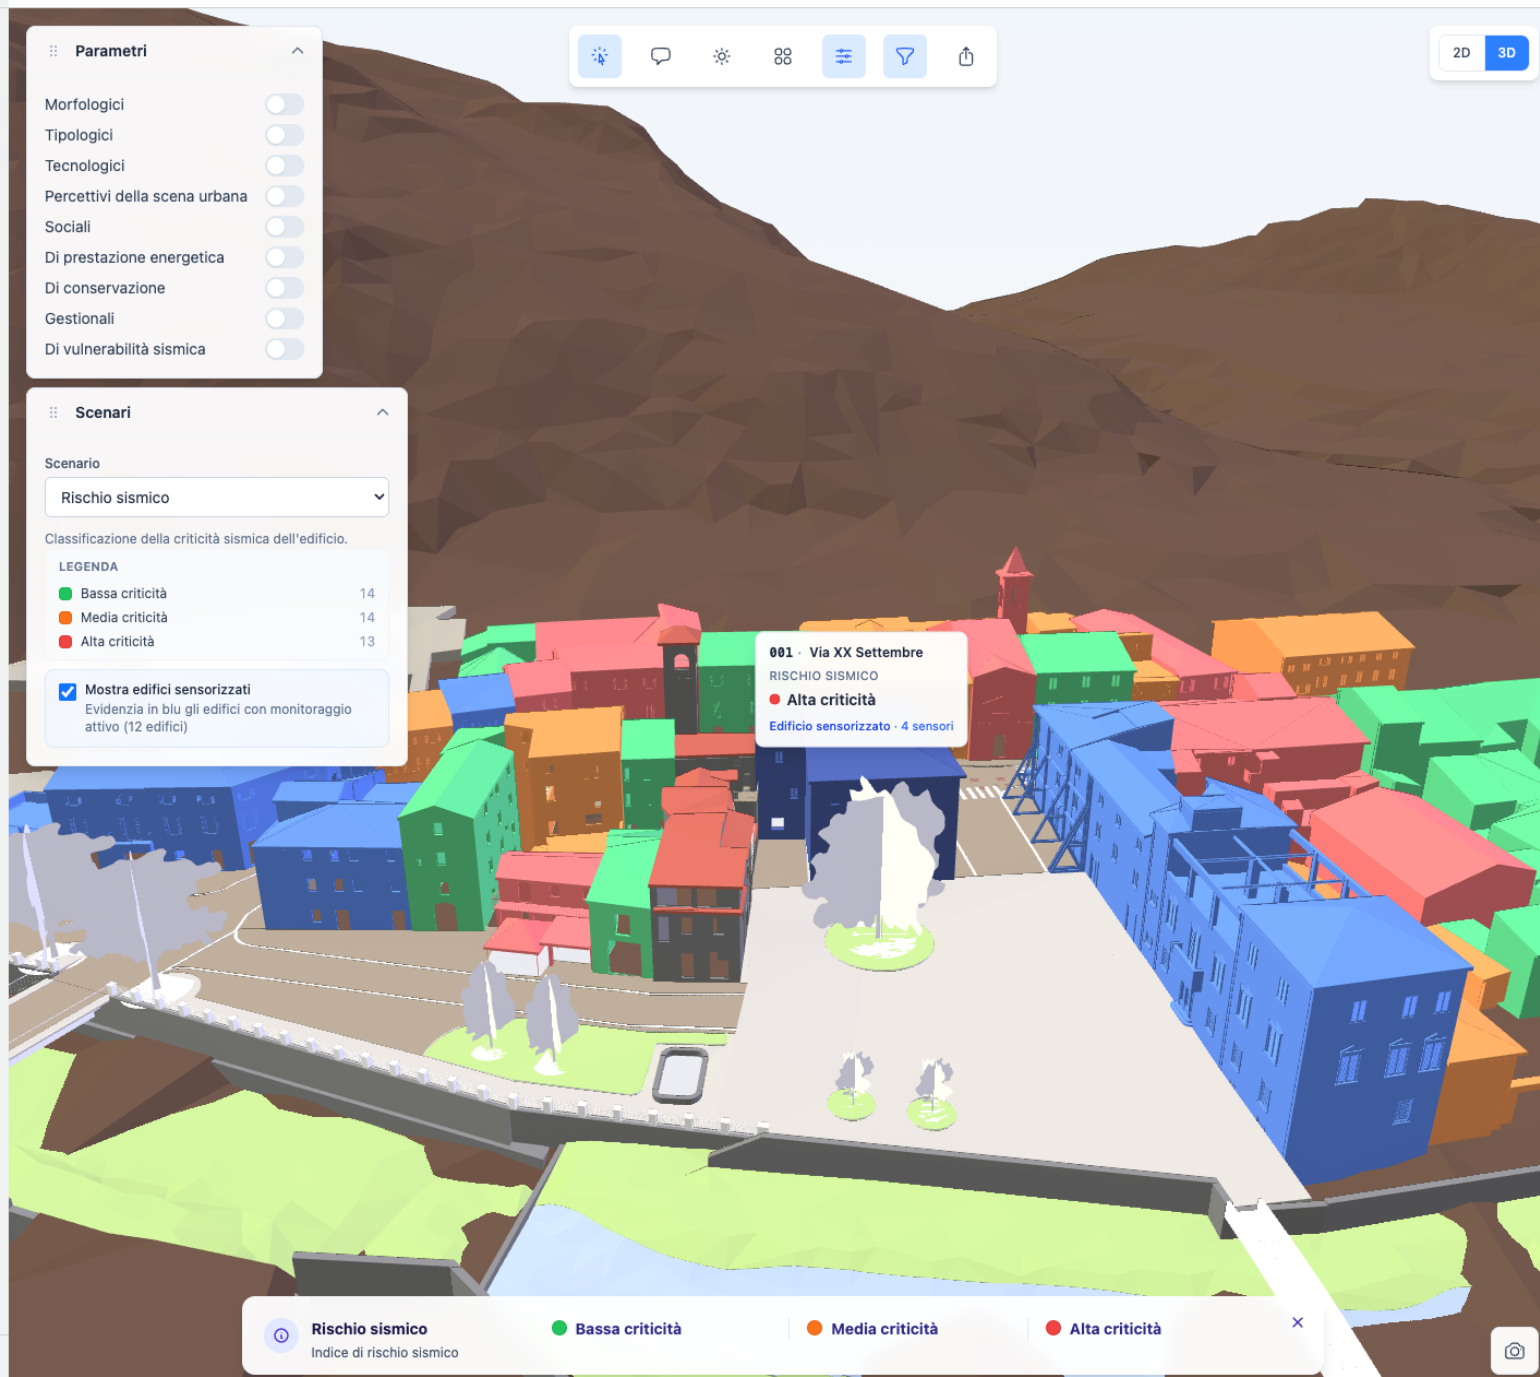 Parametri
Morfologici
Tipologici
Tecnologici
Percettivi della scena urbana
Sociali
Di prestazione energetica
Di conservazione
Gestionali
Di vulnerabilità sismica
2D
3D
Scenari
Scenario
Rischio sismico
Classificazione della criticità sismica dell'edificio.
LEGENDA
Bassa criticità 14
Media criticità 14
Alta criticità 13
Mostra edifici sensorizzati
Evidenzia in blu gli edifici con monitoraggio
attivo (12 edifici)
001 · Via XX Settembre
RISCHIO SISMICO
Alta criticità
Edificio sensorizzato · 4 sensori
Rischio sismico
Indice di rischio sismico
Bassa criticità
Media criticità
Alta criticità